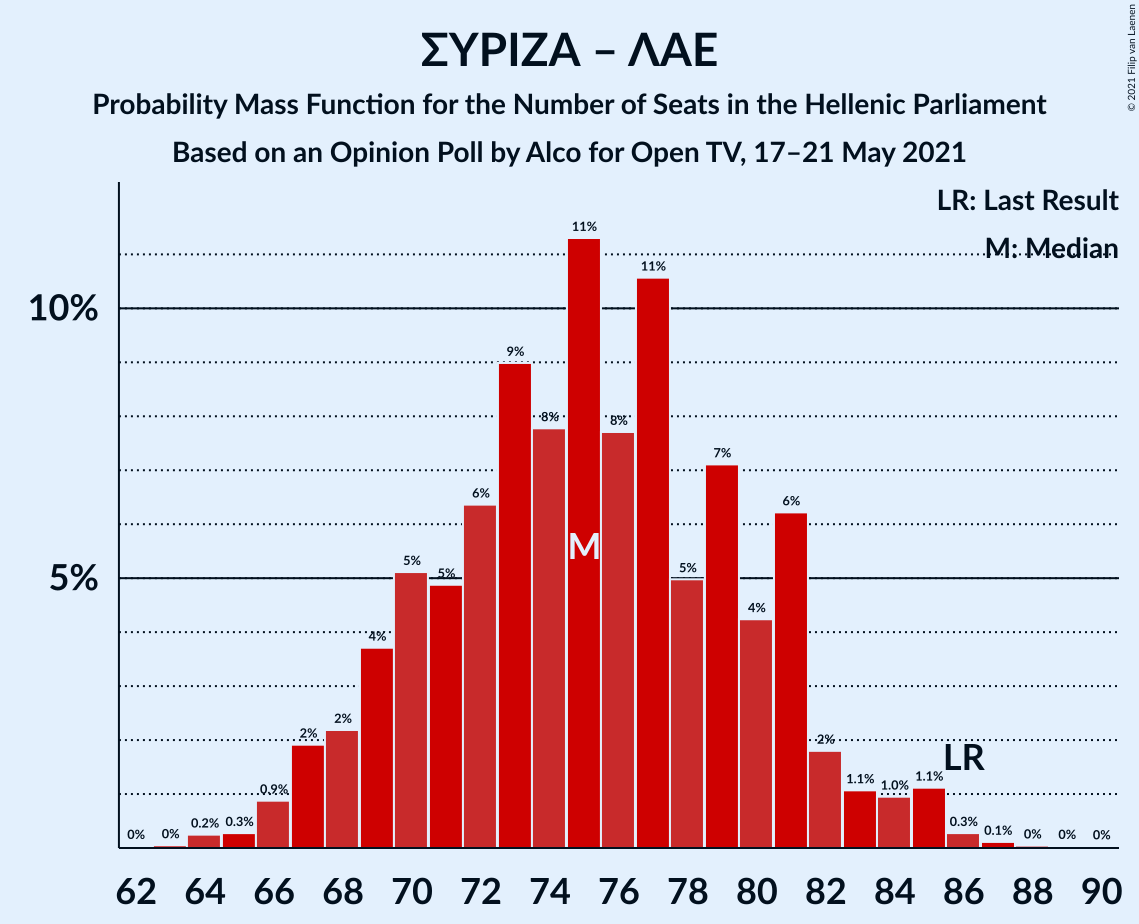 ΣΥΡΙΖΑ – ΛΑΕ
Probability Mass Function for the Number of Seats in the Hellenic Parliament
Based on an Opinion Poll by Alco for Open TV, 17–21 May 2021
© 2021 Filip van Laenen
LR: Last Result
M: Median
10%
5%
0% 0% 0.2% 0.3% 0.9% 2% 2% 4% 5% 5% 6% 9% 8% 11% 8% 11% 5% 7% 4% 6% 2% 1.1% 1.0% 1.1% 0.3% 0.1% 0% 0% 0%
M
LR
62 64 66 68 70 72 74 76 78 80 82 84 86 88 90